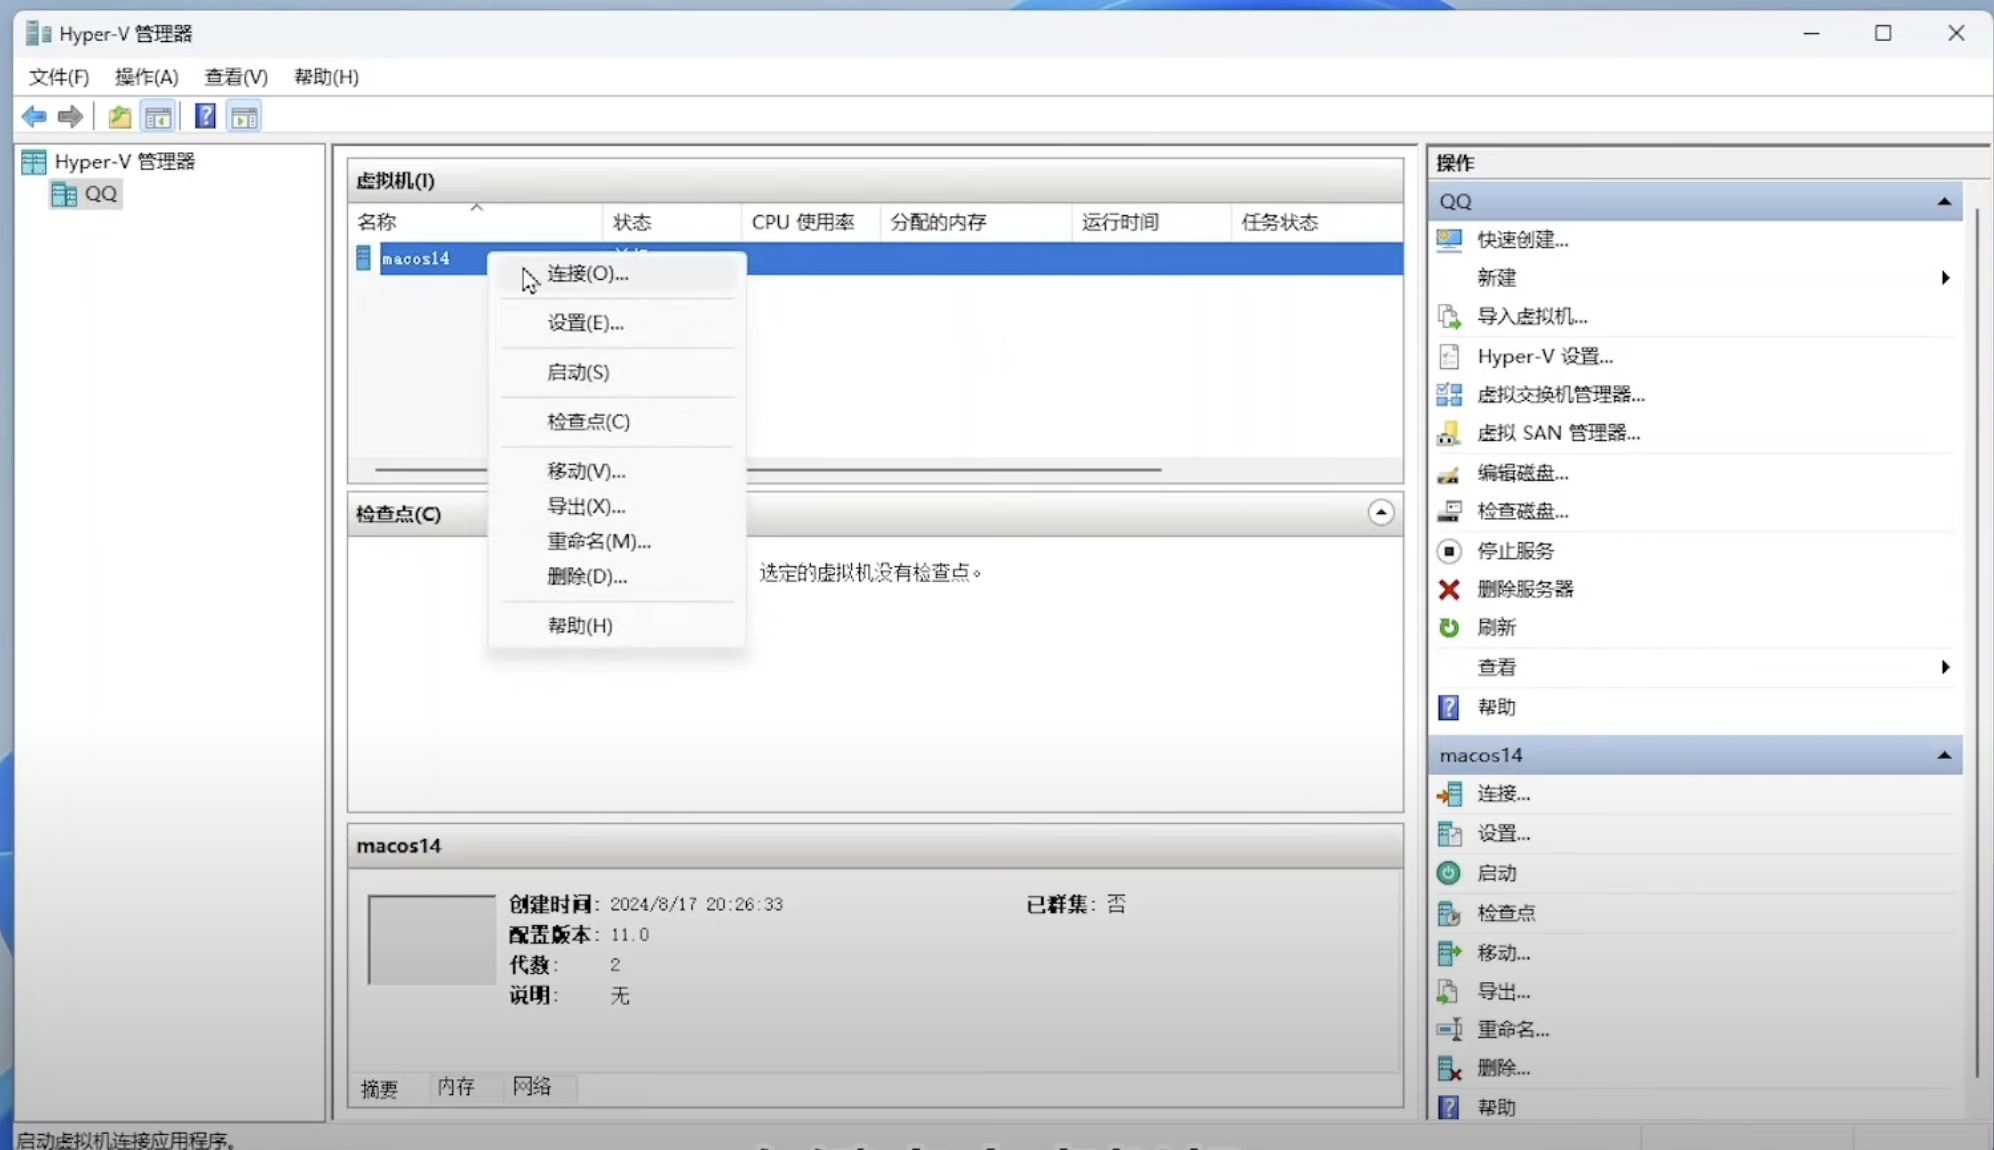 Hyper-V 管理器
文件(F) 操作(A) 查看(V) 帮助(H)
Hyper-V 管理器
QQ
虚拟机(I)
名称 状态 CPU 使用率 分配的内存 运行时间 任务状态
macos14
连接(O)...
设置(E)...
启动(S)
检查点(C)
移动(V)...
导出(X)...
重命名(M)...
删除(D)...
帮助(H)
检查点(C)
选定的虚拟机没有检查点。
macos14
创建时间: 2024/8/17 20:26:33 已群集: 否
配置版本: 11.0
代数: 2
说明: 无
摘要 内存 网络
操作
QQ
快速创建...
新建
导入虚拟机...
Hyper-V 设置...
虚拟交换机管理器...
虚拟 SAN 管理器...
编辑磁盘...
检查磁盘...
停止服务
删除服务器
刷新
查看
帮助
macos14
连接...
设置...
启动
检查点
移动...
导出...
重命名...
删除...
帮助
启动虚拟机连接应用程序。